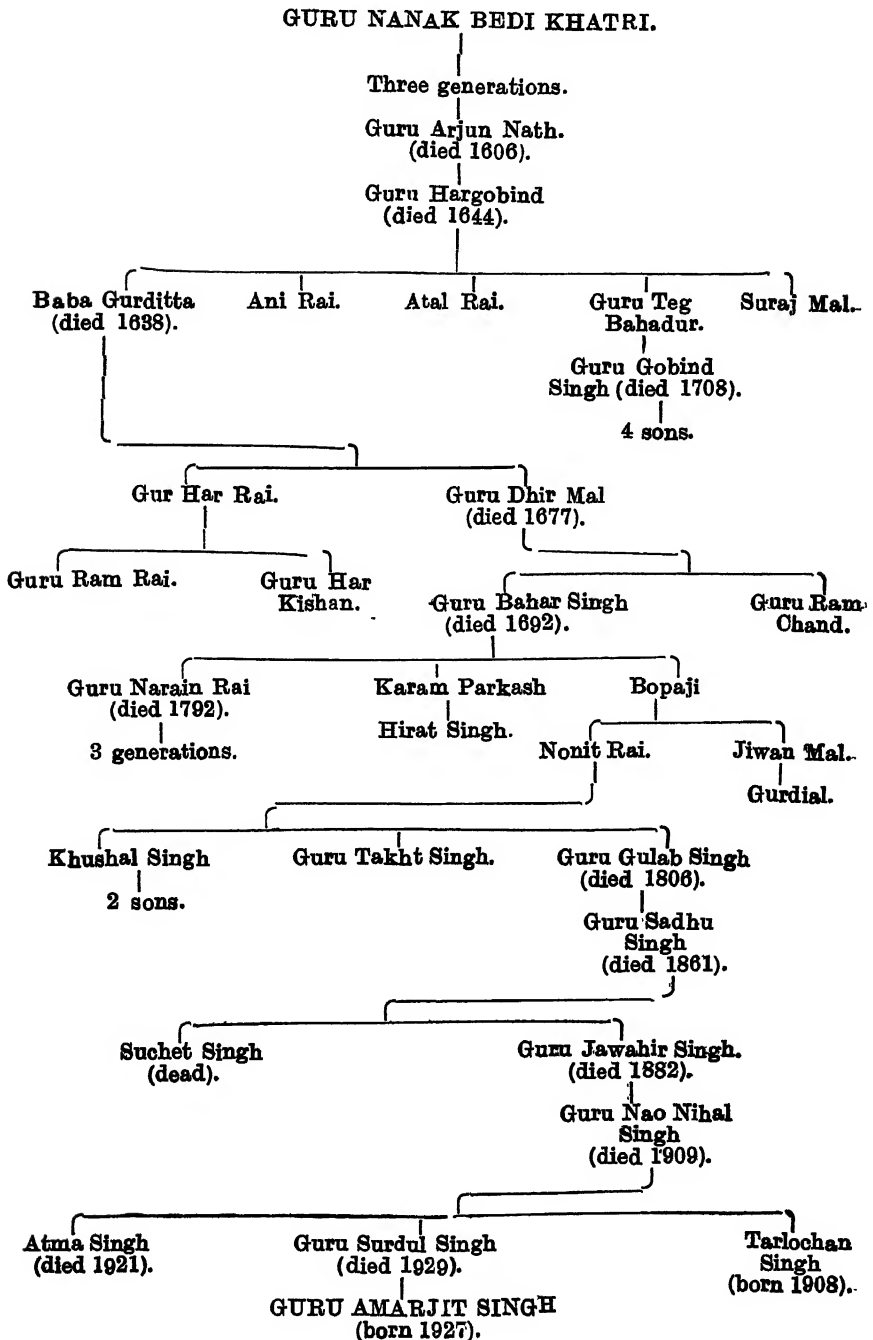 GURU NANAK BEDI KHATRI.
Three generations.
Guru Arjun Nath.
(died 1606).
Guru Hargobind
(died 1644).
Baba Gurditta
(died 1638).
Ani Rai.
Atal Rai.
Guru Teg
Bahadur.
Suraj Mal.
Guru Gobind
Singh (died 1708).
4 sons.
Gur Har Rai.
Guru Dhir Mal
(died 1677).
Guru Ram Rai.
Guru Har
Kishan.
Guru Bahar Singh
(died 1692).
Guru Ram
Chand.
Guru Narain Rai
(died 1792).
3 generations.
Karam Parkash
Hirat Singh.
Bopaji
Nonit Rai.
Jiwan Mal.
Gurdial.
Khushal Singh
2 sons.
Guru Takht Singh.
Guru Gulab Singh
(died 1806).
Guru Sadhu
Singh
(died 1861).
Suchet Singh
(dead).
Guru Jawahir Singh.
(died 1882).
Guru Nao Nihal
Singh
(died 1909).
Atma Singh
(died 1921).
Guru Surdul Singh
(died 1929).
Tarlochan
Singh
(born 1908).
GURU AMARJIT SINGH
(born 1927).